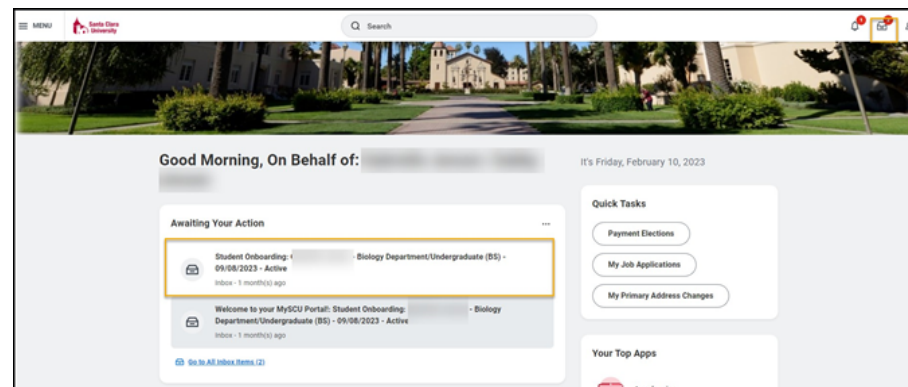 MENU
Santa Clara
University
Search
Good Morning, On Behalf of:
It's Friday, February 10, 2023
Awaiting Your Action
Student Onboarding: - Biology Department/Undergraduate (BS) -
09/08/2023 - Active
Inbox - 1 month(s) ago
Welcome to your MySCU Portal!: Student Onboarding: - Biology
Department/Undergraduate (BS) - 09/08/2023 - Active
Inbox - 1 month(s) ago
Go to All Inbox Items (2)
Quick Tasks
Payment Elections
My Job Applications
My Primary Address Changes
Your Top Apps